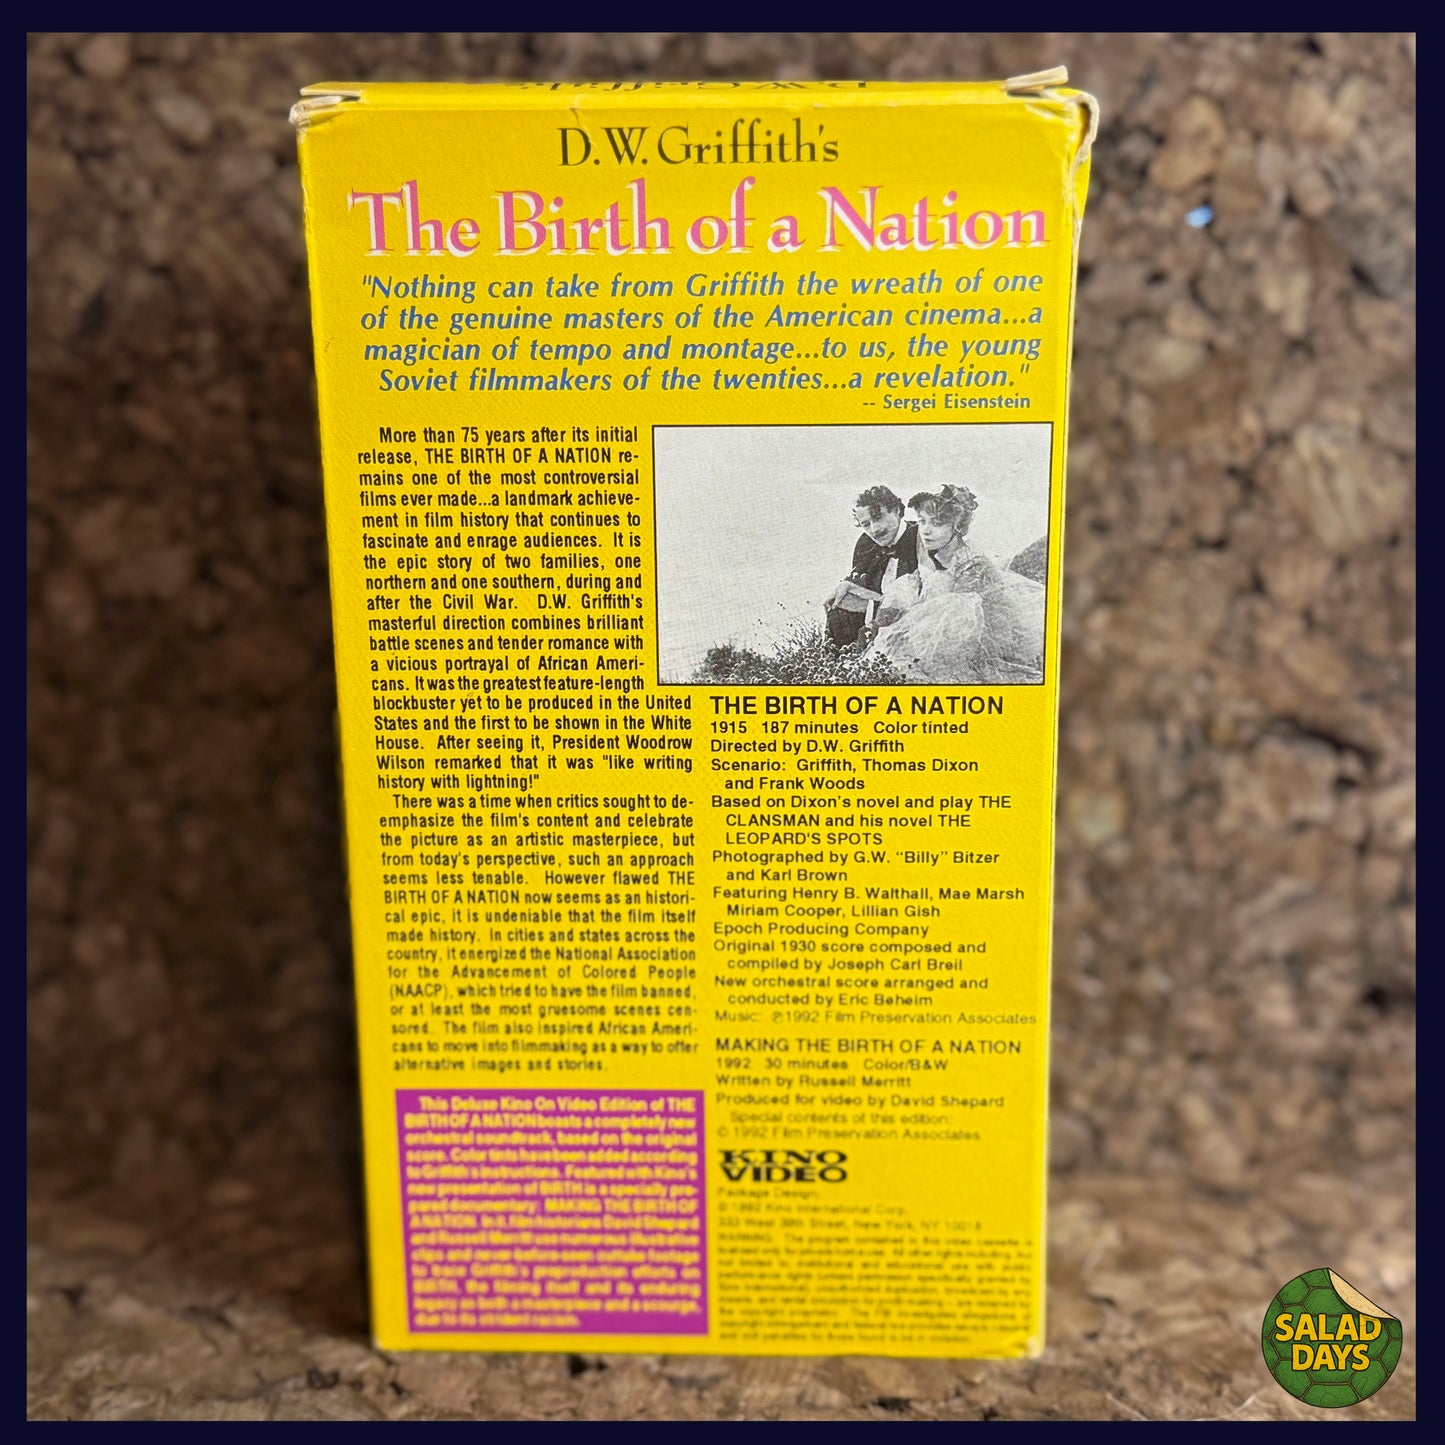 D.W. Griffith's
D.W. Griffith's
The Birth of a Nation
"Nothing can take from Griffith the wreath of one
of the genuine masters of the American cinema...a
magician of tempo and montage...to us, the young
Soviet filmmakers of the twenties...a revelation."
-- Sergei Eisenstein
More than 75 years after its initial
release, THE BIRTH OF A NATION re-
mains one of the most controversial
films ever made...a landmark achieve-
ment in film history that continues to
fascinate and enrage audiences. It is
the epic story of two families, one
northern and one southern, during and
after the Civil War. D.W. Griffith's
masterful direction combines brilliant
battle scenes and tender romance with
a vicious portrayal of African Ameri-
cans. It was the greatest feature-length
blockbuster yet to be produced in the United
States and the first to be shown in the White
House. After seeing it, President Woodrow
Wilson remarked that it was "like writing
history with lightning!"
There was a time when critics sought to de-
emphasize the film's content and celebrate
the picture as an artistic masterpiece, but
from today's perspective, such an approach
seems less tenable. However flawed THE
BIRTH OF A NATION now seems as an histori-
cal epic, it is undeniable that the film itself
made history. In cities and states across the
country, it energized the National Association
for the Advancement of Colored People
(NAACP), which tried to have the film banned,
or at least the most gruesome scenes cen-
sored. The film also inspired African Ameri-
cans to move into filmmaking as a way to offer
alternative images and stories.
This Deluxe Kino On Video Edition of THE
BIRTH OF A NATION boasts a completely new
orchestral soundtrack, based on the original
score. Color tints have been added according
to Griffith's instructions. Featured with Kino's
new presentation of BIRTH is a specially pre-
pared documentary: MAKING THE BIRTH OF
A NATION. In it, film historians David Shepard
and Russell Merritt use numerous illustrative
clips and never-before-seen outtake footage
to trace Griffith's preproduction efforts on
BIRTH, the filming itself and its enduring
legacy as both a masterpiece and a scourge,
due to its strident racism.
THE BIRTH OF A NATION
1915 187 minutes Color tinted
Directed by D.W. Griffith
Scenario: Griffith, Thomas Dixon
and Frank Woods
Based on Dixon's novel and play THE
CLANSMAN and his novel THE
LEOPARD'S SPOTS
Photographed by G.W. "Billy" Bitzer
and Karl Brown
Featuring Henry B. Walthall, Mae Marsh
Miriam Cooper, Lillian Gish
Epoch Producing Company
Original 1930 score composed and
compiled by Joseph Carl Breil
New orchestral score arranged and
conducted by Eric Beheim
Music: ℗1992 Film Preservation Associates
MAKING THE BIRTH OF A NATION
1992 30 minutes Color/B&W
Written by Russell Merritt
Produced for video by David Shepard
Special contents of this edition:
© 1992 Film Preservation Associates
KINO
VIDEO
Package Design:
© 1992 Kino International Corp.
333 West 39th Street, New York, NY 10018
WARNING: The program contained in this video cassette is
SALAD
DAYS